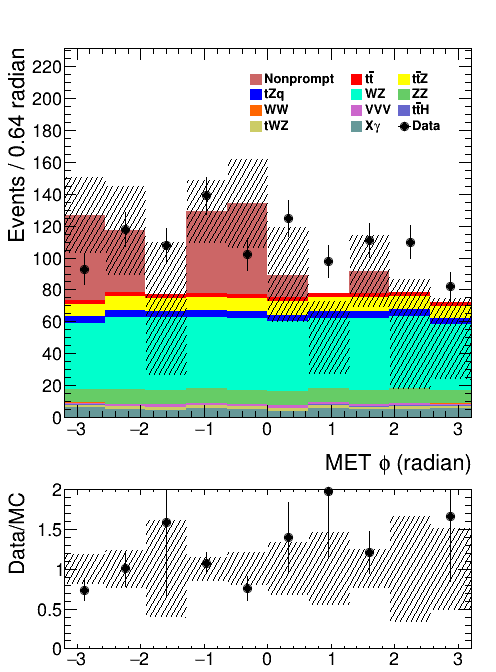 Events / 0.64 radian
220
200
180
160
140
120
100
80
60
40
20
0
Nonprompt
tt̄
tt̄Z
tZq
WZ
ZZ
WW
VVV
tt̄H
tWZ
Xγ
Data
−3 −2 −1 0 1 2 3
MET ϕ (radian)
Data/MC
2
1.5
1
0.5
0
−3 −2 −1 0 1 2 3